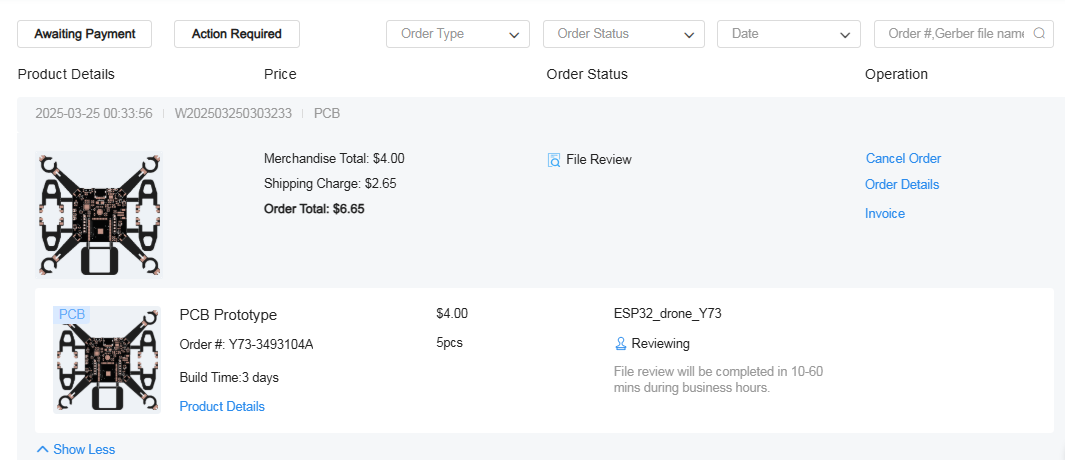 Awaiting Payment Action Required Order Type Order Status Date Order #,Gerber file name
Product Details Price Order Status Operation
2025-03-25 00:33:56 W202503250303233 PCB
Merchandise Total: $4.00 File Review Cancel Order
Shipping Charge: $2.65 Order Details
Order Total: $6.65 Invoice
PCB PCB Prototype $4.00 ESP32_drone_Y73
Order #: Y73-3493104A 5pcs Reviewing
File review will be completed in 10-60
Build Time:3 days
mins during business hours.
Product Details
Show Less